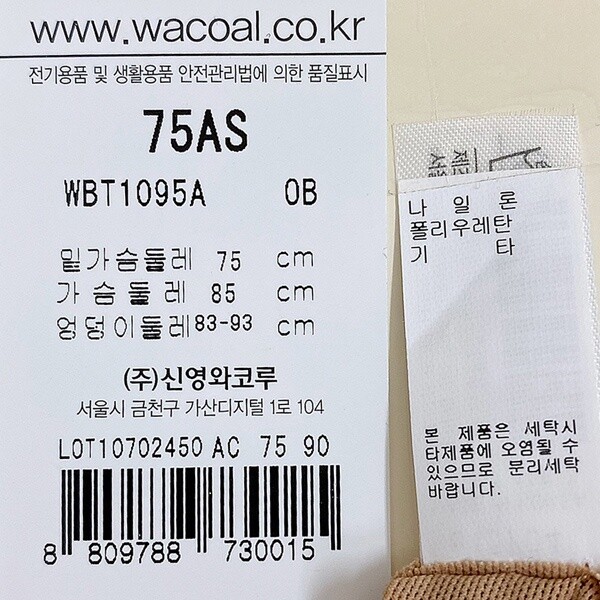 www.wacoal.co.kr
전기용품 및 생활용품 안전관리법에 의한 품질표시
75AS
WBT1095A 0B
밑가슴둘레 75 cm
가슴둘레 85 cm
엉덩이둘레 83-93 cm
(주)신영와코루
서울시 금천구 가산디지털 1로 104
LOT10702450 AC 75 90
8 809788 730015
나일론
폴리우레탄
기타
본 제품은 세탁시
타제품에 오염될 수
있으므로 분리세탁
바랍니다.